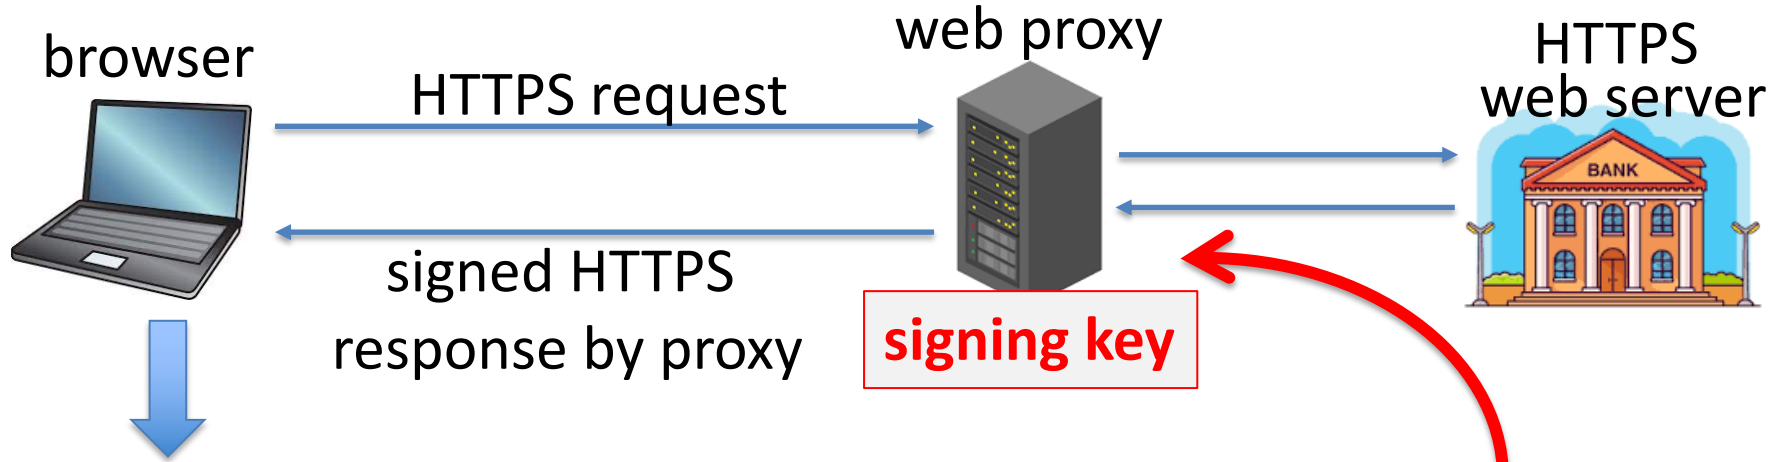 browser
HTTPS request
web proxy
HTTPS
web server
BANK
signed HTTPS
response by proxy
signing key